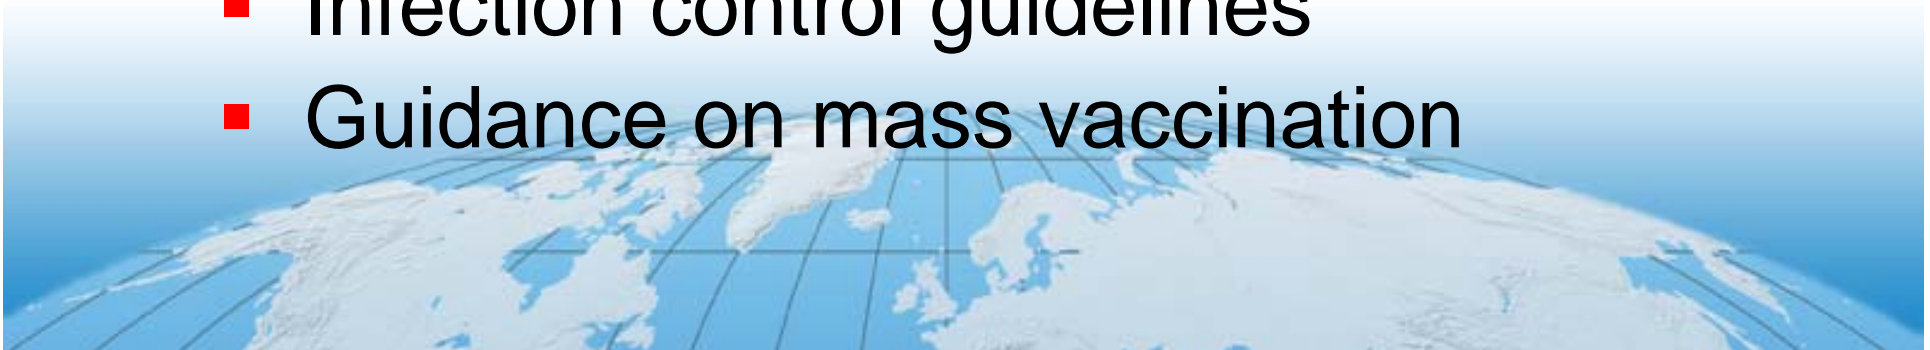 ▪ Infection control guidelines
▪ Guidance on mass vaccination